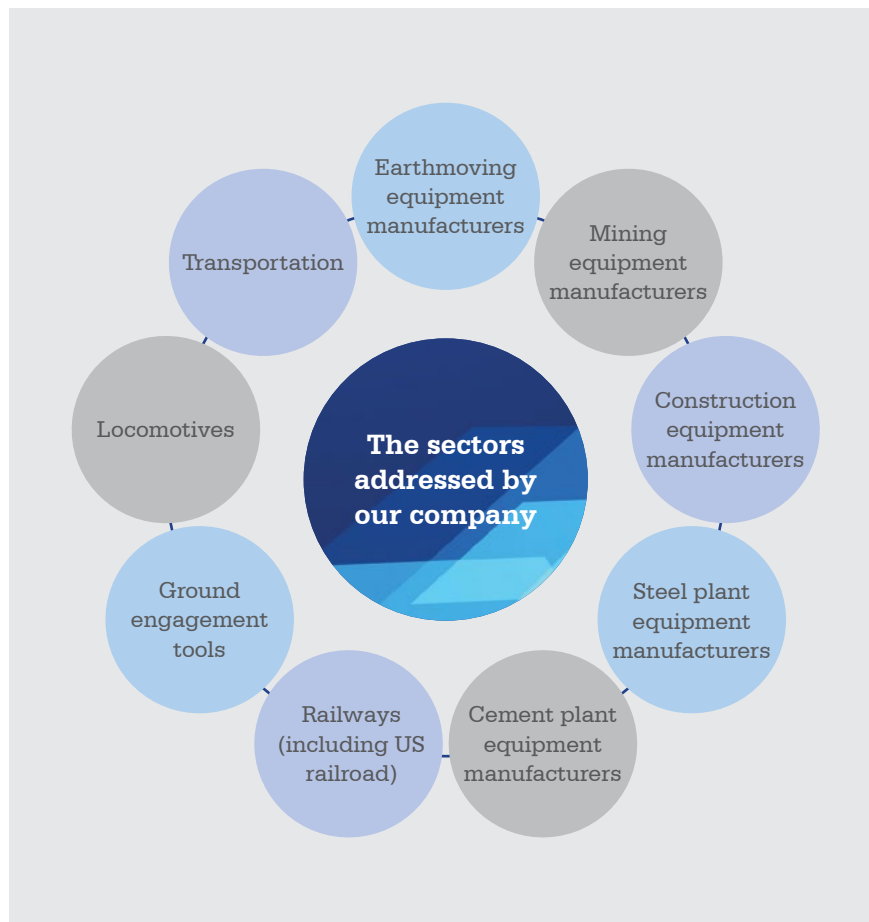 Earthmoving
equipment
manufacturers
Mining
equipment
manufacturers
Construction
equipment
manufacturers
Steel plant
equipment
manufacturers
Cement plant
equipment
manufacturers
Railways
(including US
railroad)
Ground
engagement
tools
Locomotives
Transportation
The sectors
addressed by
our company